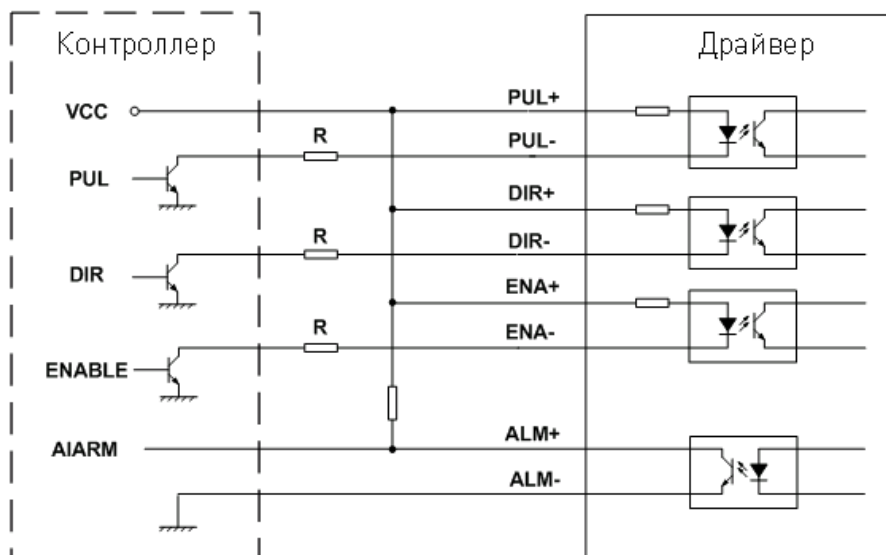 Контроллер
Драйвер
VCC
PUL+
R
PUL-
PUL
DIR+
R
DIR-
DIR
ENA+
R
ENA-
ENABLE
AIARM
ALM+
ALM-